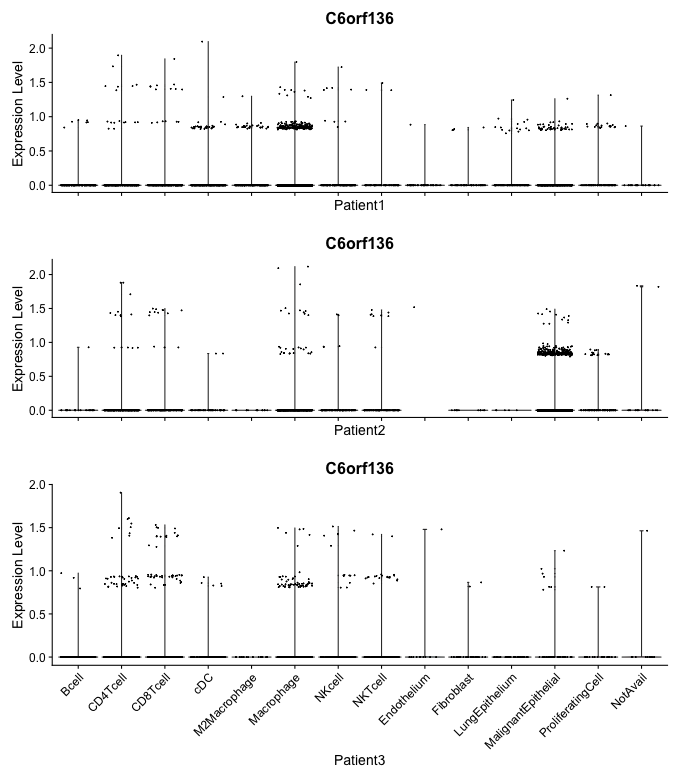 C6orf136
Expression Level
2.0
1.5
1.0
0.5
0.0
Patient1
C6orf136
Expression Level
2.0
1.5
1.0
0.5
0.0
Patient2
C6orf136
Expression Level
2.0
1.5
1.0
0.5
0.0
Bcell
CD4Tcell
CD8Tcell
cDC
M2Macrophage
Macrophage
NKcell
NKTcell
Endothelium
Fibroblast
LungEpithelium
MalignantEpithelial
ProliferatingCell
NotAvail
Patient3